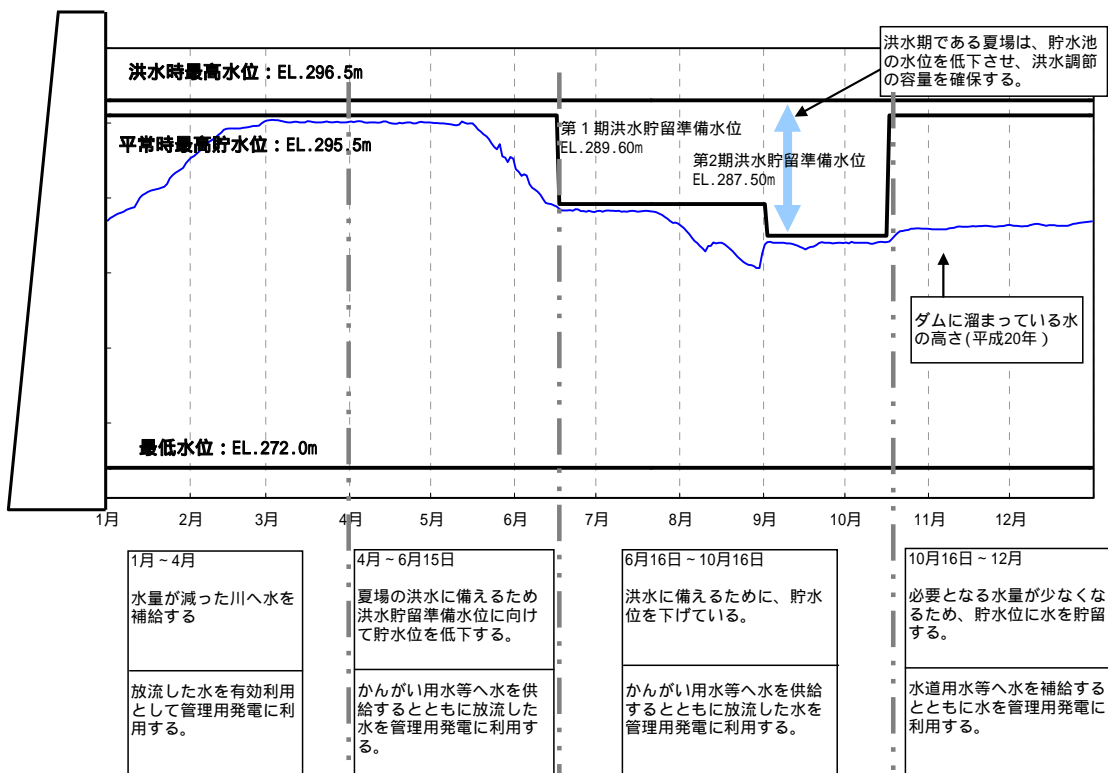 洪水期である夏場は、貯水池
の水位を低下させ、洪水調節
の容量を確保する。
洪水時最高水位：EL.296.5m
平常時最高貯水位：EL.295.5m
第１期洪水貯留準備水位
EL.289.60m
第2期洪水貯留準備水位
EL.287.50m
ダムに溜まっている水
の高さ(平成20年）
最低水位：EL.272.0m
1月 2月 3月 4月 5月 6月 7月 8月 9月 10月 11月 12月
1月～4月
水量が減った川へ水を
補給する
放流した水を有効利用
として管理用発電に利
用する。
4月～6月15日
夏場の洪水に備えるため
洪水貯留準備水位に向け
て貯水位を低下する。
かんがい用水等へ水を供
給するとともに放流した
水を管理用発電に利用す
る。
6月16日～10月16日
洪水に備えるために、貯水
位を下げている。
かんがい用水等へ水を供給
するとともに放流した水を
管理用発電に利用する。
10月16日～12月
必要となる水量が少なくな
るため、貯水位に水を貯留
する。
水道用水等へ水を補給する
とともに水を管理用発電に
利用する。